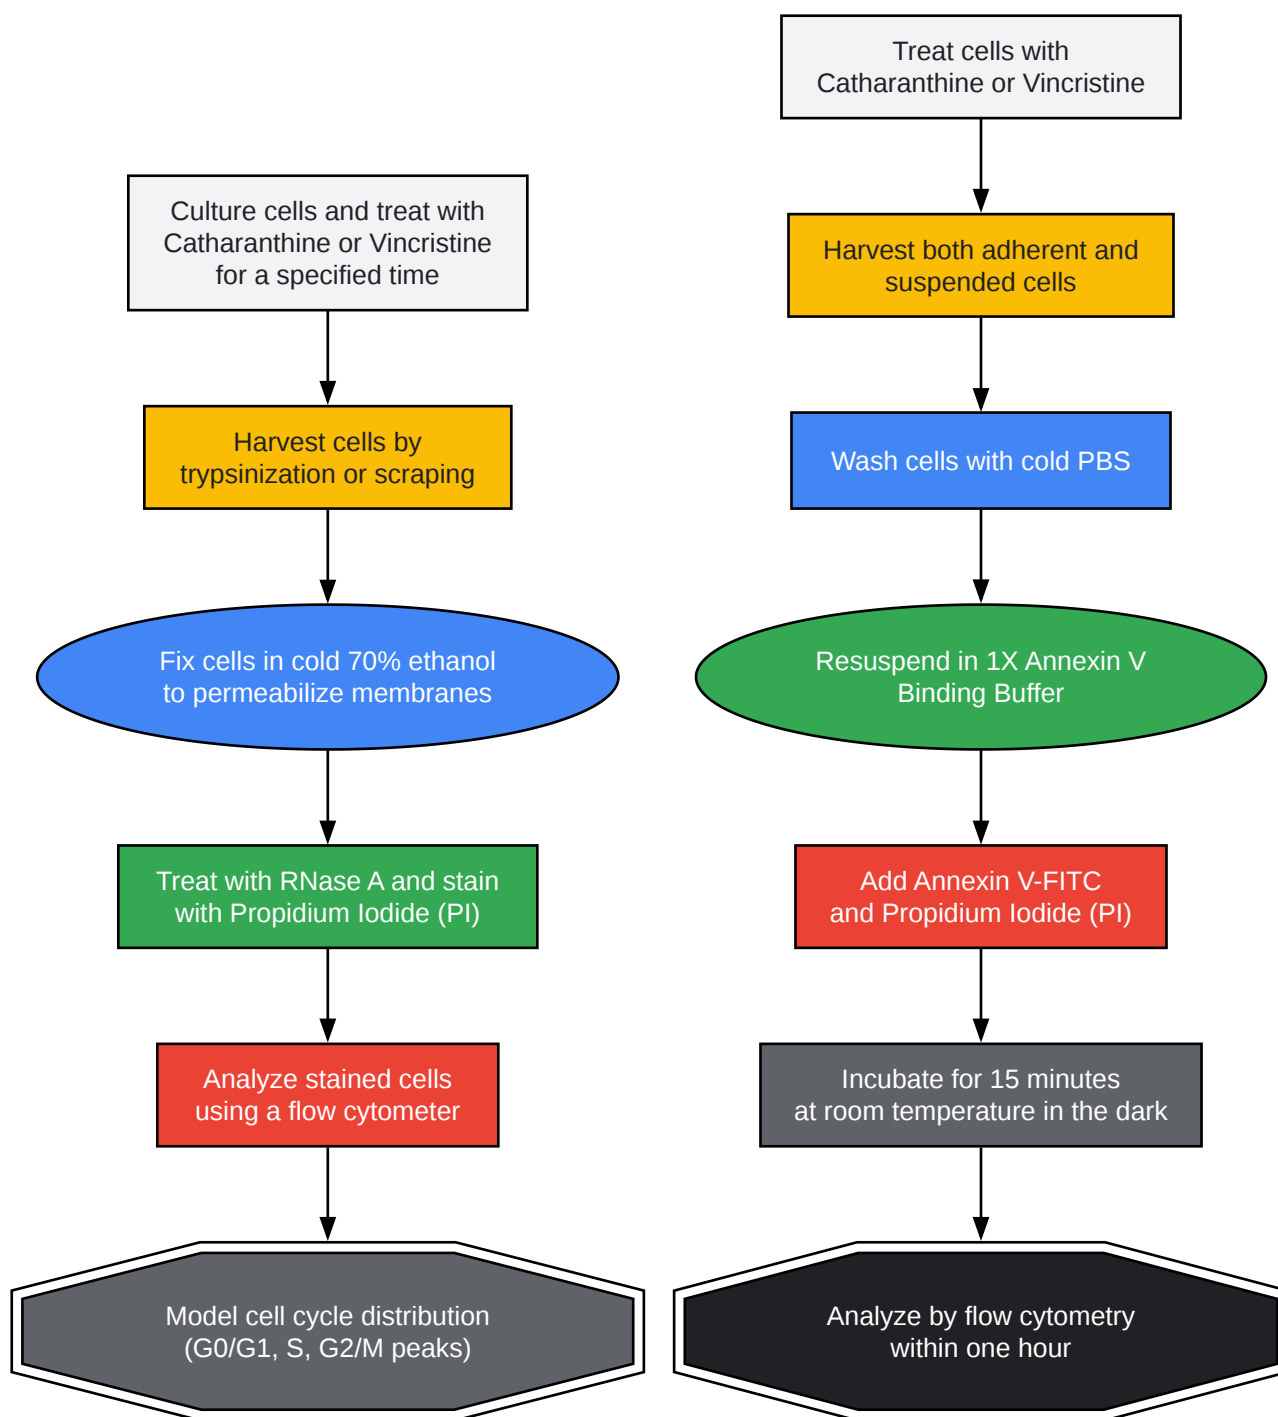 Culture cells and treat with
Catharanthine or Vincristine
for a specified time
Harvest cells by
trypsinization or scraping
Fix cells in cold 70% ethanol
to permeabilize membranes
Treat with RNase A and stain
with Propidium Iodide (PI)
Analyze stained cells
using a flow cytometer
Model cell cycle distribution
(G0/G1, S, G2/M peaks)
Treat cells with
Catharanthine or Vincristine
Harvest both adherent and
suspended cells
Wash cells with cold PBS
Resuspend in 1X Annexin V
Binding Buffer
Add Annexin V-FITC
and Propidium Iodide (PI)
Incubate for 15 minutes
at room temperature in the dark
Analyze by flow cytometry
within one hour